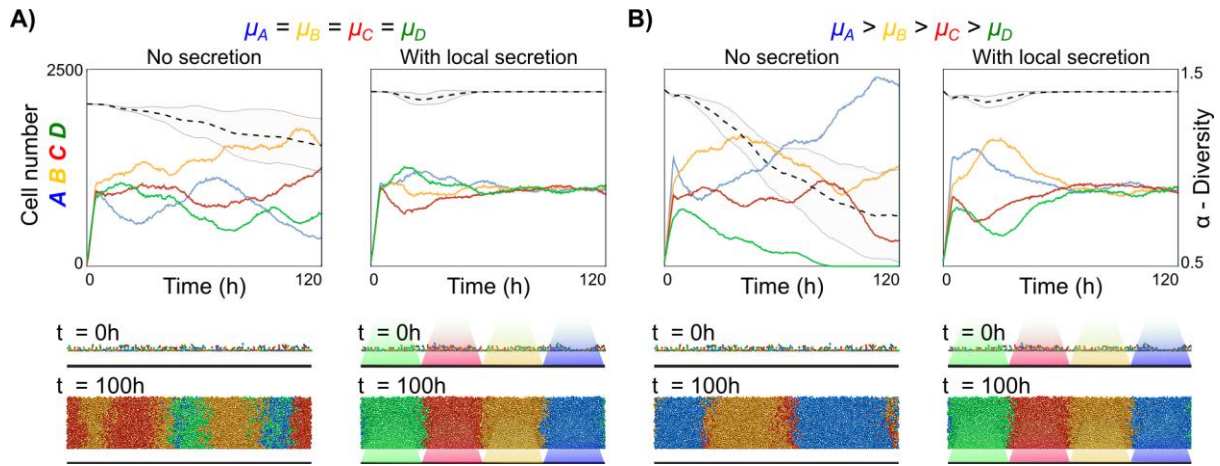 A)
μA = μB = μC = μD
No secretion
With local secretion
2500
0
Cell number
A B C D
0
120
Time (h)
0
120
Time (h)
t = 0h
t = 0h
t = 100h
t = 100h
B)
μA > μB > μC > μD
No secretion
With local secretion
1.5
0.5
α - Diversity
0
120
Time (h)
0
120
Time (h)
t = 0h
t = 0h
t = 100h
t = 100h